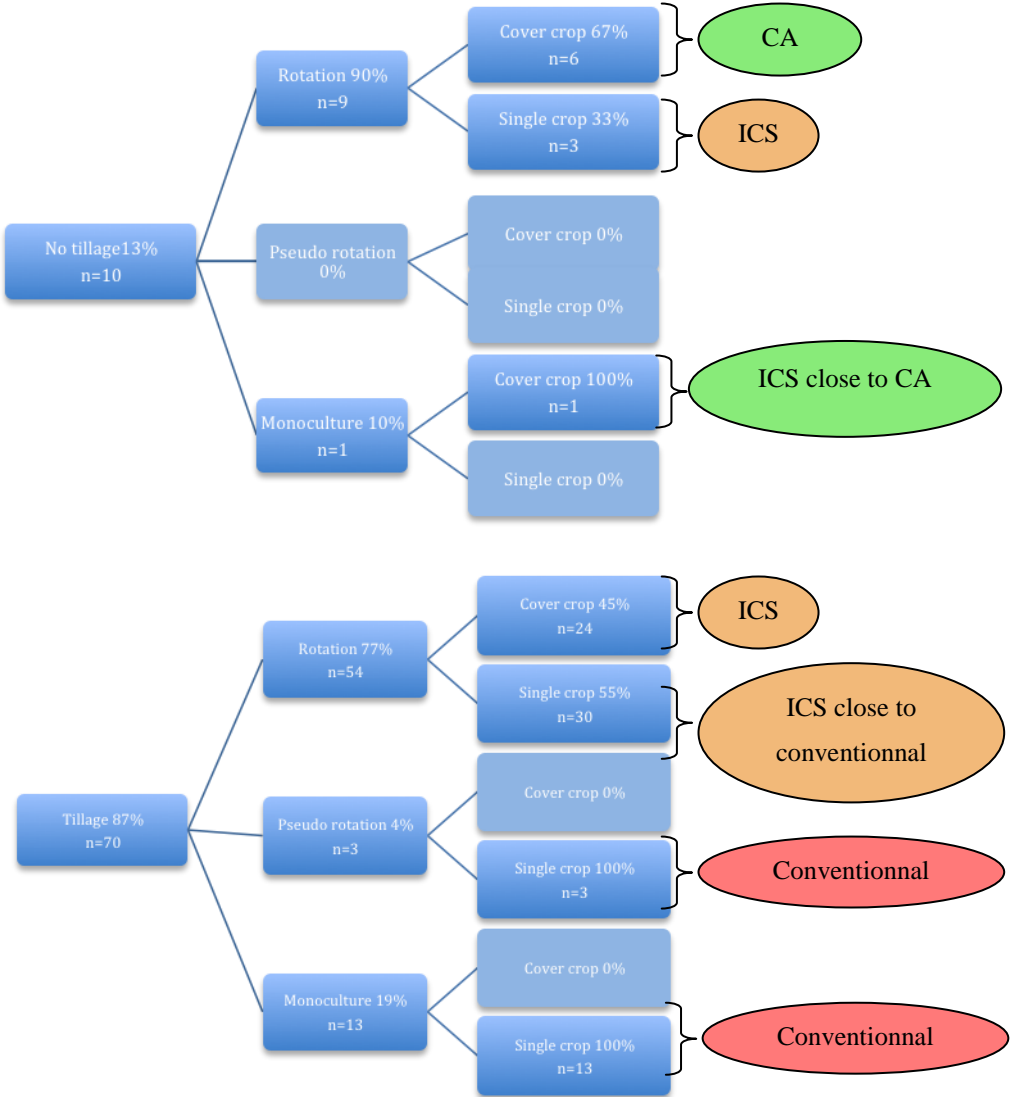 Cover crop 67%
n=6
CA
Rotation 90%
n=9
Single crop 33%
n=3
ICS
No tillage13%
n=10
Pseudo rotation
0%
Cover crop 0%
Single crop 0%
Monoculture 10%
n=1
Cover crop 100%
n=1
ICS close to CA
Single crop 0%
Cover crop 45%
n=24
ICS
Rotation 77%
n=54
Single crop 55%
n=30
ICS close to
conventionnal
Tillage 87%
n=70
Pseudo rotation 4%
n=3
Cover crop 0%
Single crop 100%
n=3
Conventionnal
Monoculture 19%
n=13
Cover crop 0%
Single crop 100%
n=13
Conventionnal